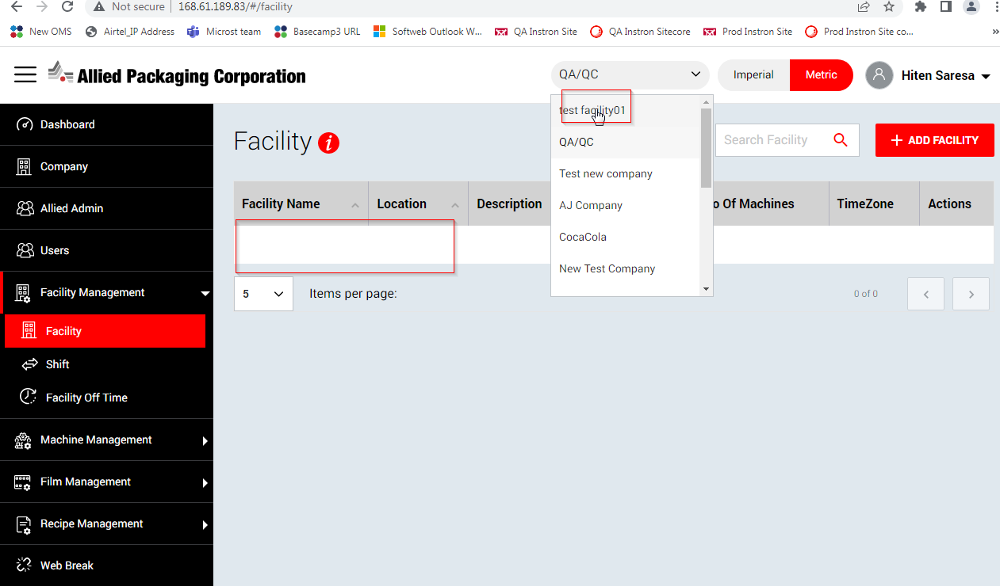 Not secure 168.61.189.83/#/facility
New OMS Airtel_IP Address Microst team Basecamp3 URL Softweb Outlook W... QA Instron Site QA Instron Sitecore Prod Instron Site Prod Instron Site co... »
Allied Packaging Corporation
QA/QC
Imperial Metric
Hiten Saresa
test facility01
QA/QC
Test new company
AJ Company
CocaCola
New Test Company
Dashboard
Company
Allied Admin
Users
Facility Management
Facility
Shift
Facility Off Time
Machine Management
Film Management
Recipe Management
Web Break
Facility i
Search Facility
+ ADD FACILITY
Facility Name Location Description o Of Machines TimeZone Actions
5 Items per page: 0 of 0